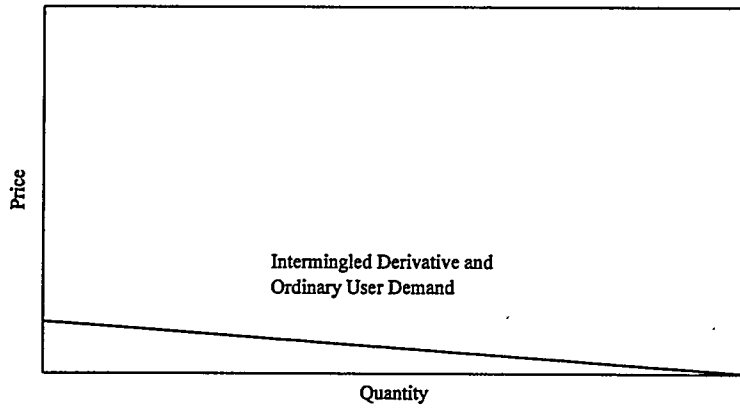 Price
Intermingled Derivative and
Ordinary User Demand
Quantity